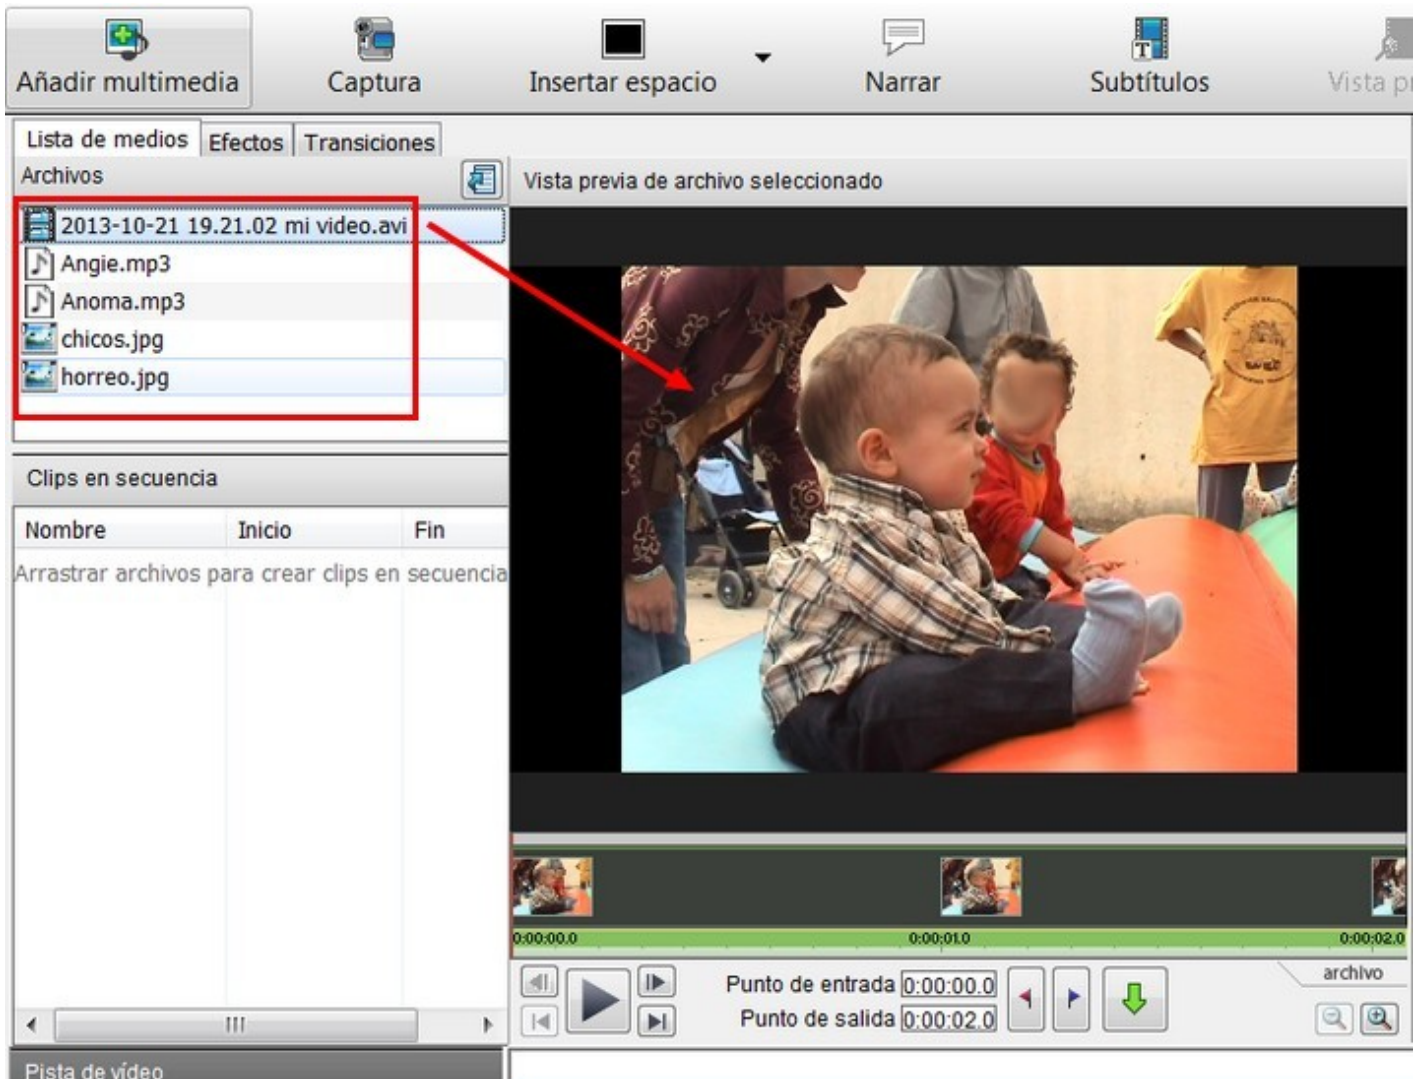 Añadir multimedia
Captura
Insertar espacio
Narrar
Subtítulos
Vista
Lista de medios
Efectos
Transiciones
Archivos
Vista previa de archivo seleccionado
2013-10-21 19.21.02 mi video.avi
Angie.mp3
Anoma.mp3
chicos.jpg
horreo.jpg
Clips en secuencia
Nombre Inicio Fin
Arrastrar archivos para crear clips en secuencia
0:00:00.0 0:00:01.0 0:00:02.0
Punto de entrada 0:00:00.0
Punto de salida 0:00:02.0
archivo
Pista de vídeo